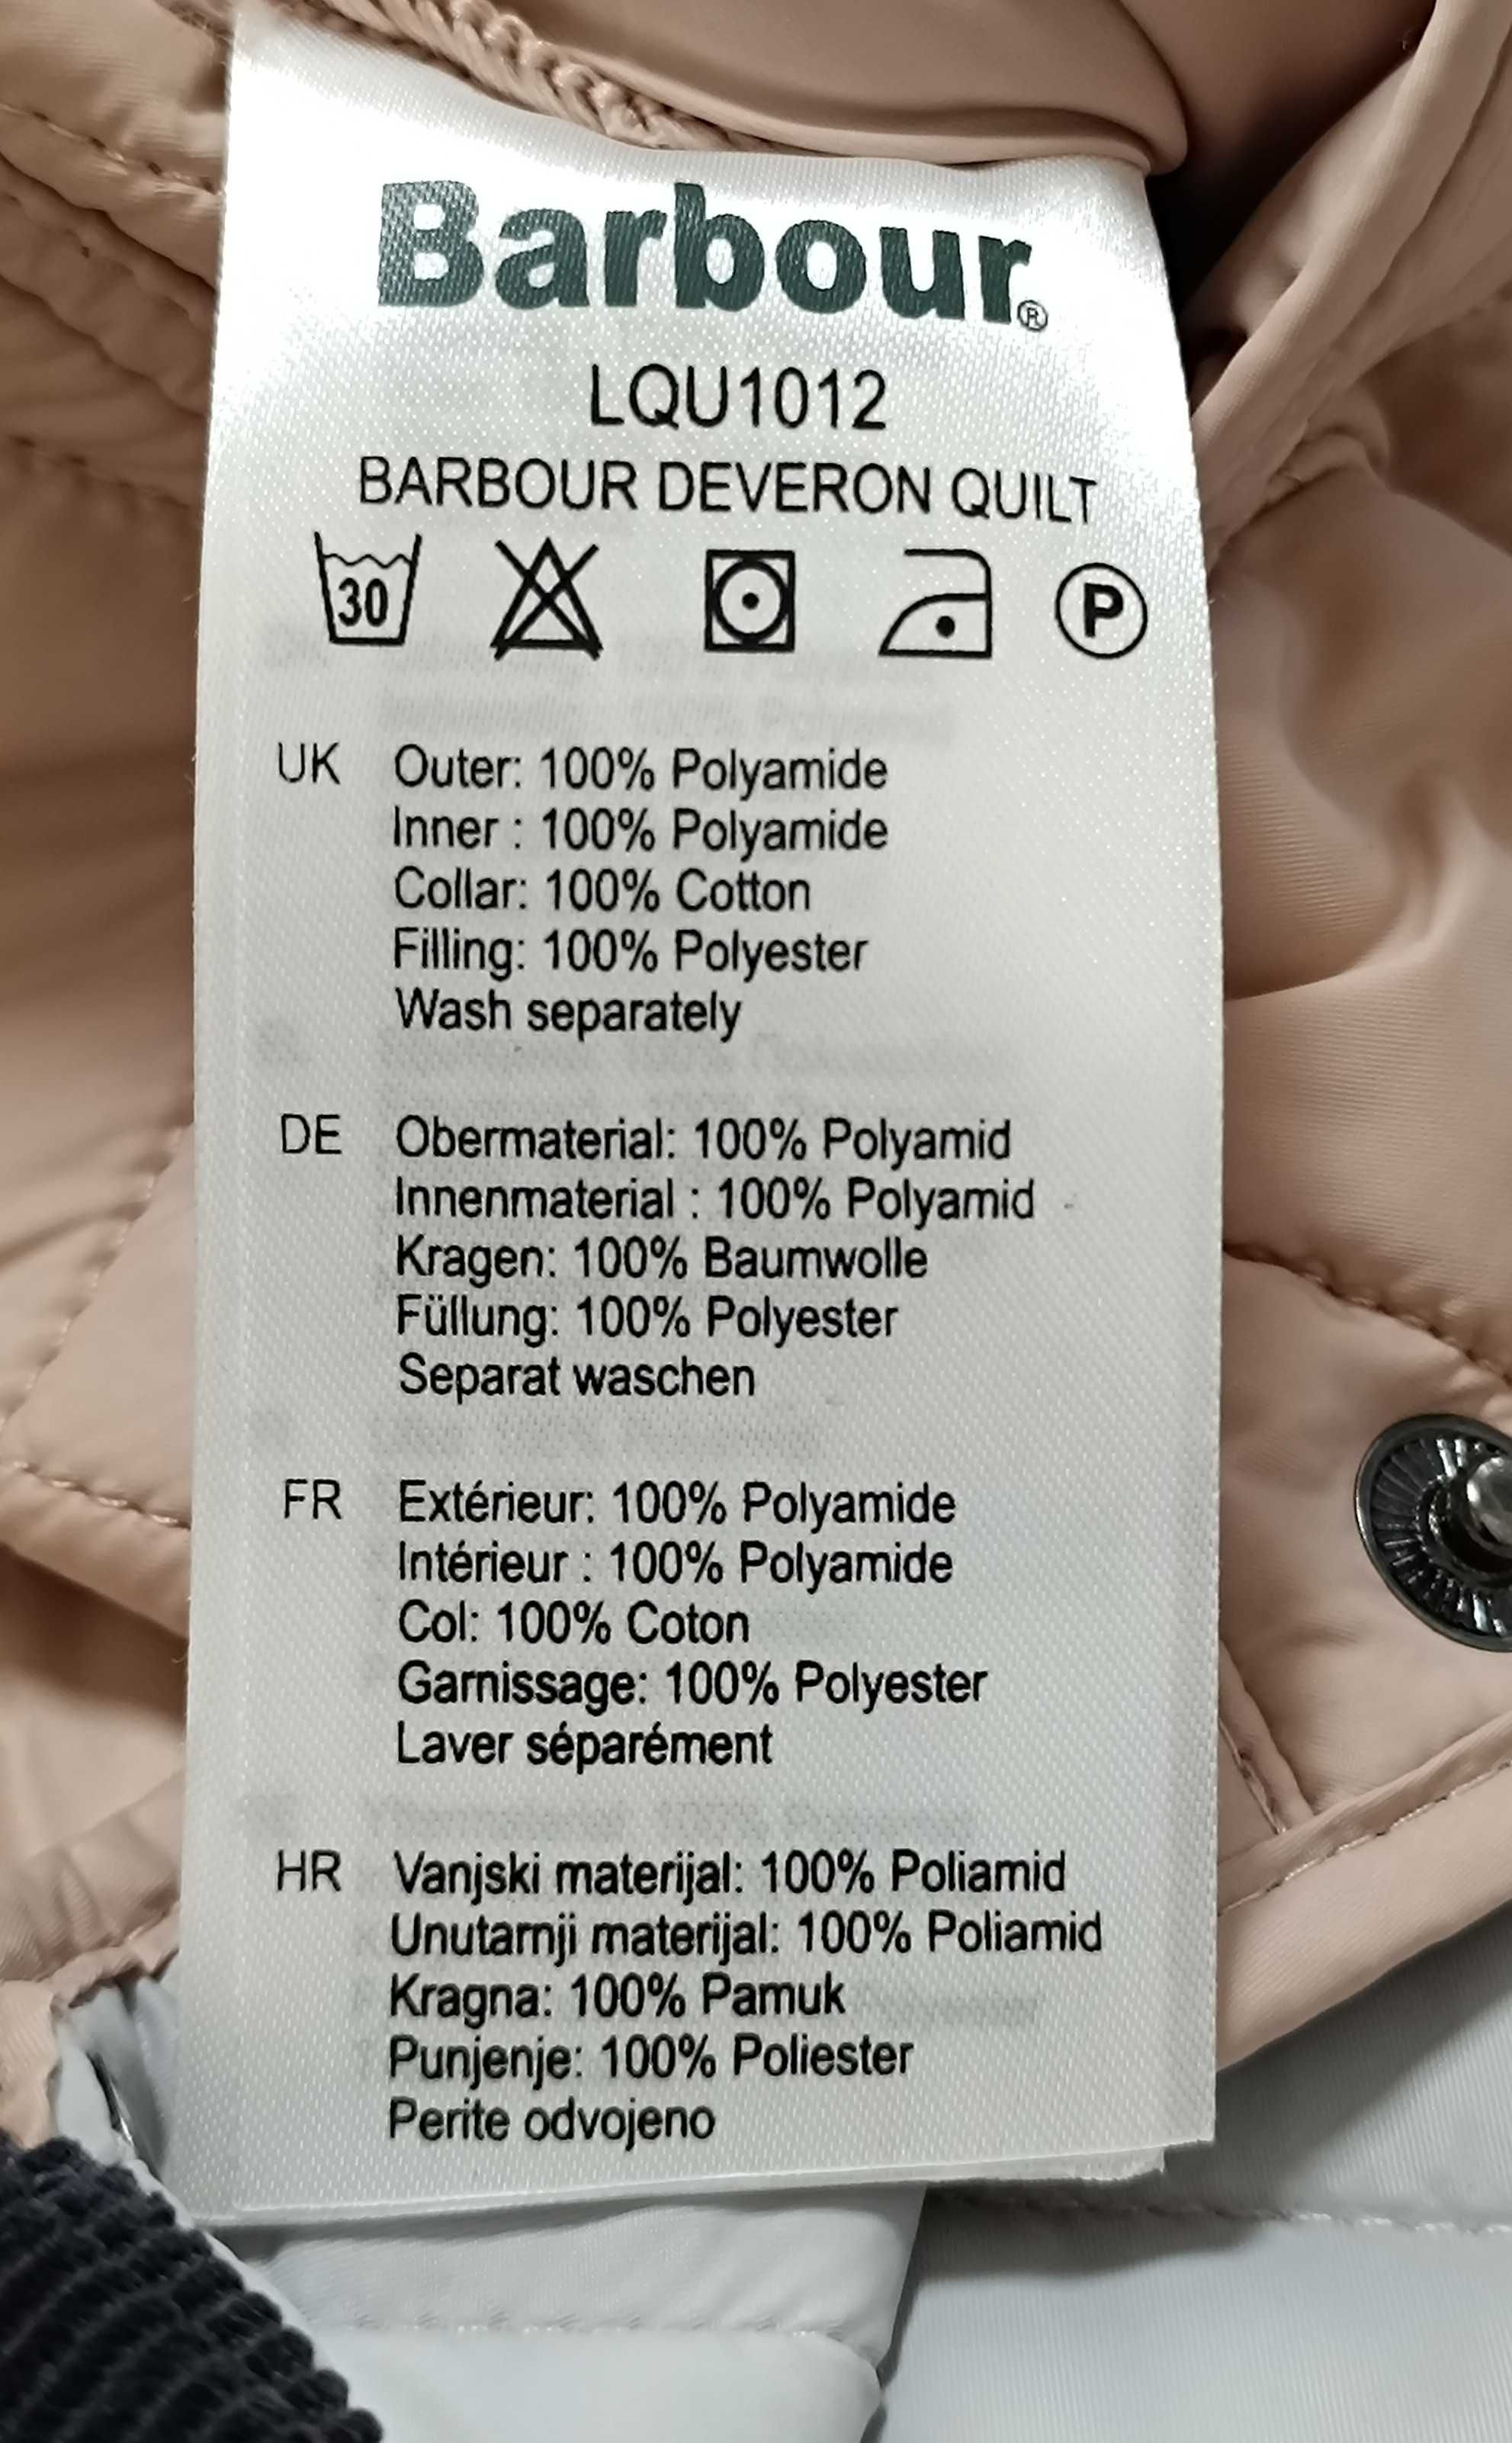 Barbour®
LQU1012
BARBOUR DEVERON QUILT
30 P
UK Outer: 100% Polyamide
Inner : 100% Polyamide
Collar: 100% Cotton
Filling: 100% Polyester
Wash separately
DE Obermaterial: 100% Polyamid
Innenmaterial : 100% Polyamid
Kragen: 100% Baumwolle
Füllung: 100% Polyester
Separat waschen
FR Extérieur: 100% Polyamide
Intérieur : 100% Polyamide
Col: 100% Coton
Garnissage: 100% Polyester
Laver séparément
HR Vanjski materijal: 100% Poliamid
Unutarnji materijal: 100% Poliamid
Kragna: 100% Pamuk
Punjenje: 100% Poliester
Perite odvojeno